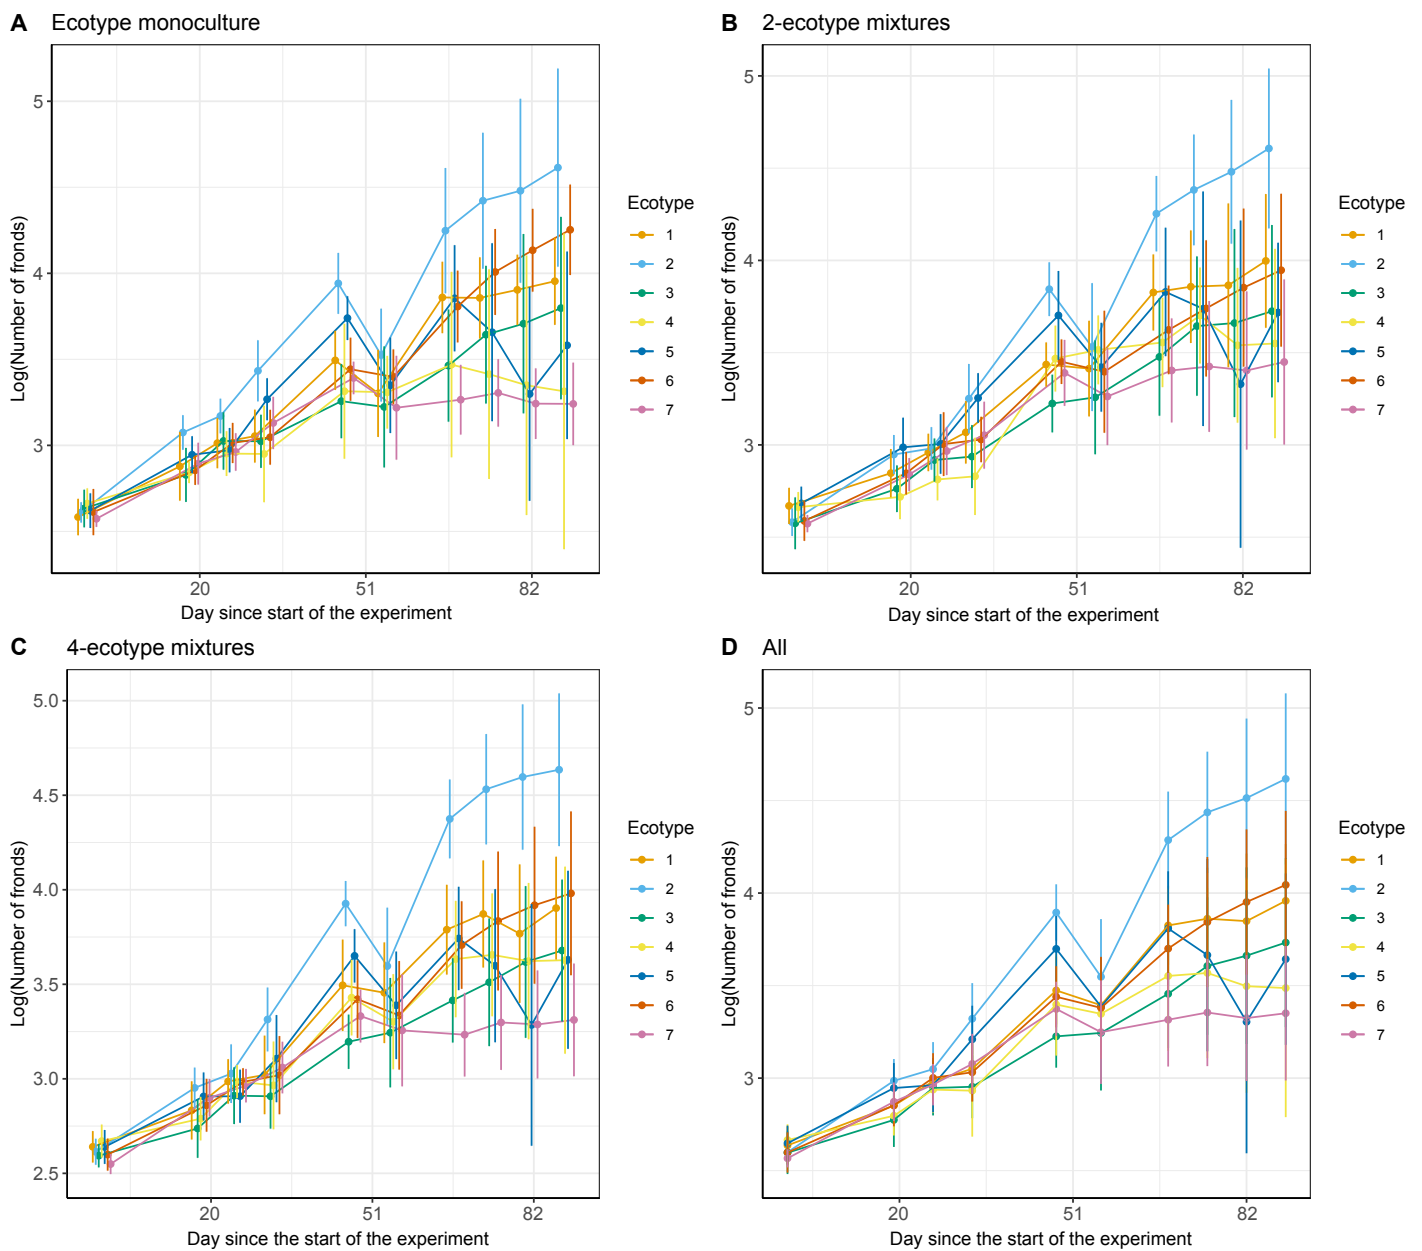 A Ecotype monoculture
Log(Number of fronds)
5
4
3
20 51 82
Day since start of the experiment
Ecotype
1
2
3
4
5
6
7
B 2-ecotype mixtures
Log(Number of fronds)
5
4
3
20 51 82
Day since start of the experiment
Ecotype
1
2
3
4
5
6
7
C 4-ecotype mixtures
Log(Number of fronds)
5.0
4.5
4.0
3.5
3.0
2.5
20 51 82
Day since the start of the experiment
Ecotype
1
2
3
4
5
6
7
D All
Log(Number of fronds)
5
4
3
20 51 82
Day since the start of the experiment
Ecotype
1
2
3
4
5
6
7